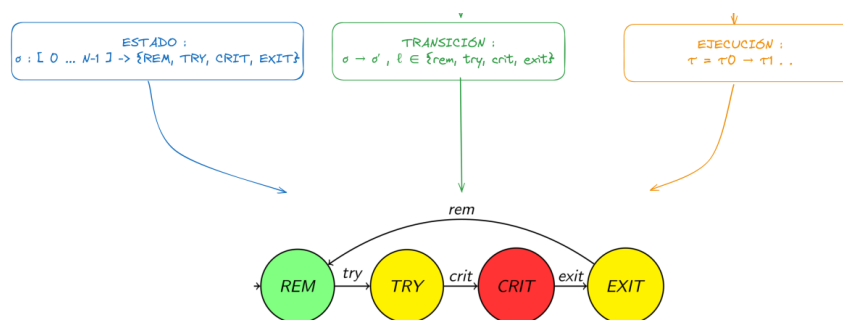 ESTADO :
σ : [ 0 ... N-1 ] -> {REM, TRY, CRIT, EXIT}
TRANSICIÓN :
σ → σ' , ℓ ∈ {rem, try, crit, exit}
EJECUCIÓN :
τ = τ0 → τ1 . .
rem
REM
try
TRY
crit
CRIT
exit
EXIT